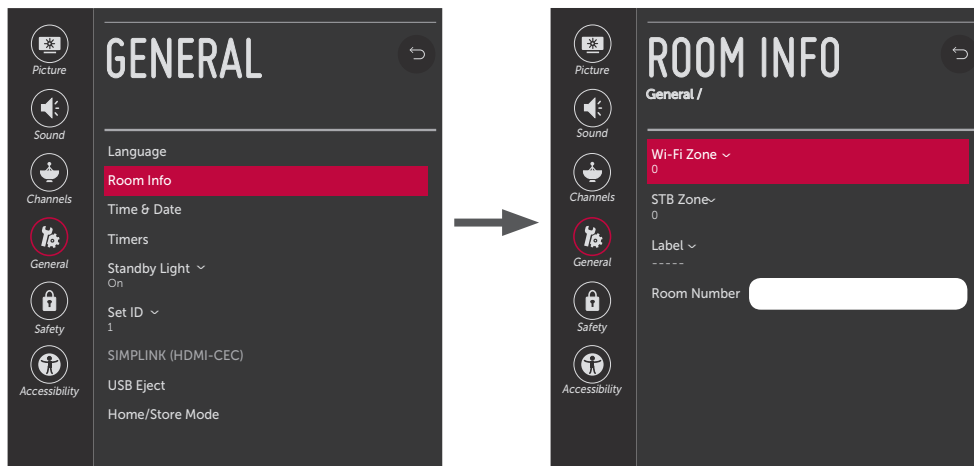 Picture
Sound
Channels
General
Safety
Accessibility
GENERAL
Language
Room Info
Time & Date
Timers
Standby Light
On
Set ID
1
SIMPLINK (HDMI-CEC)
USB Eject
Home/Store Mode
Picture
Sound
Channels
General
Safety
Accessibility
ROOM INFO
General /
Wi-Fi Zone
0
STB Zone
0
Label
-----
Room Number